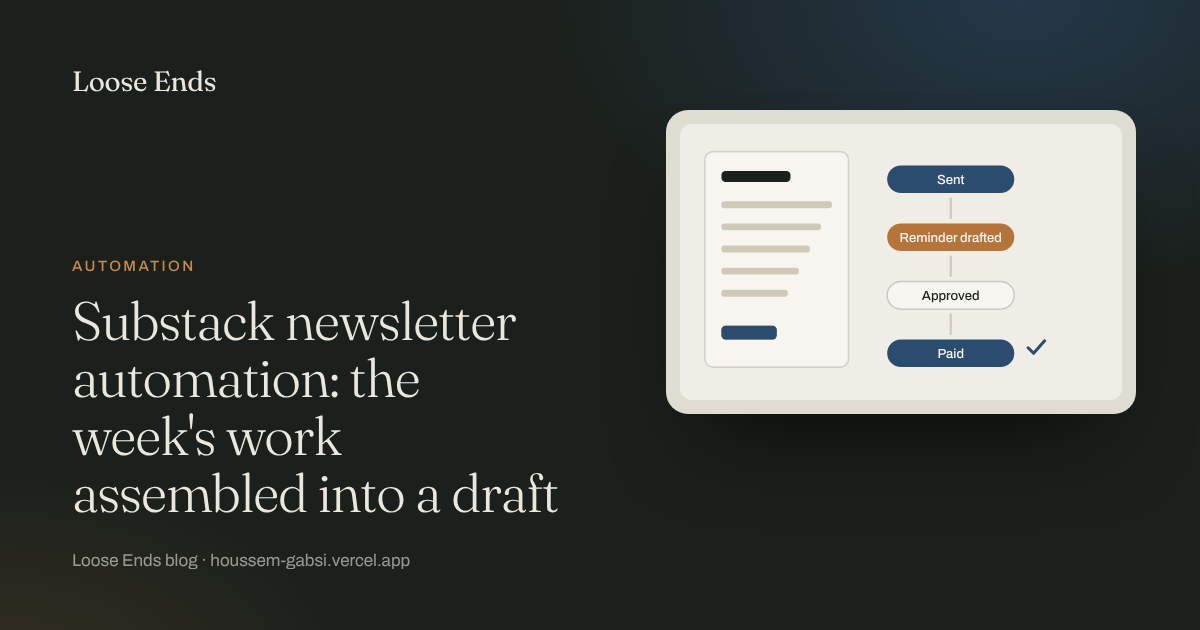 Loose Ends
AUTOMATION
Substack newsletter
automation: the
week's work
assembled into a draft
Loose Ends blog · houssem-gabsi.vercel.app
Sent
Reminder drafted
Approved
Paid